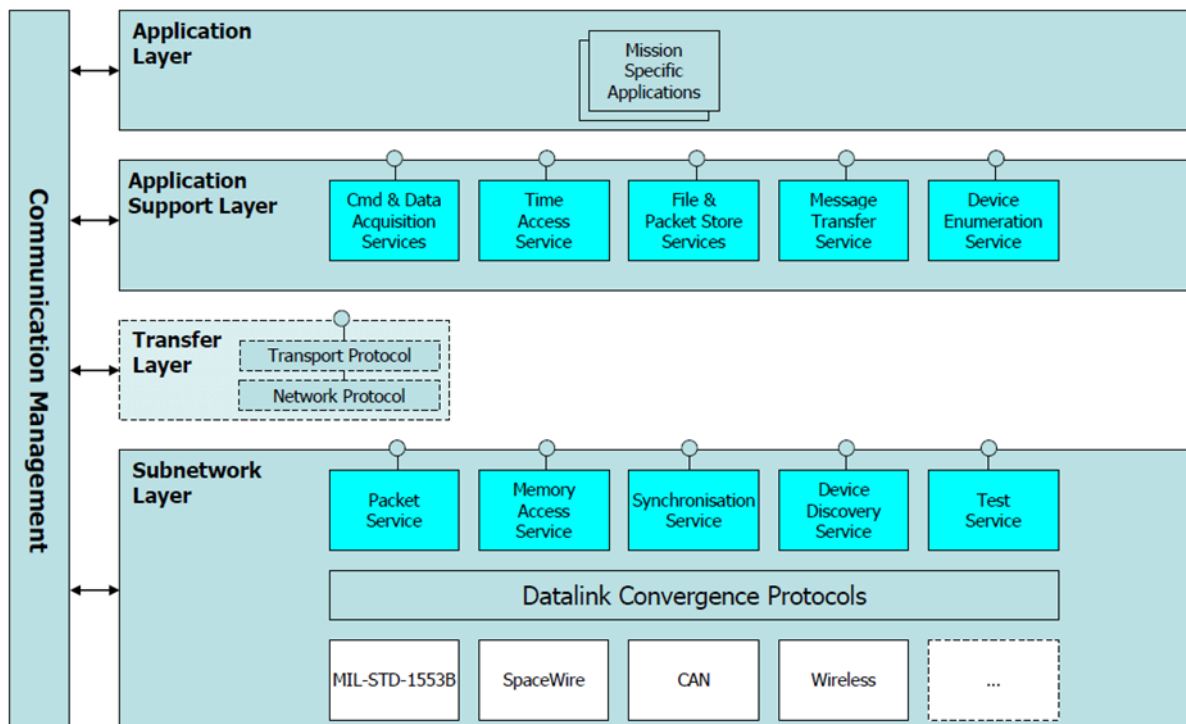 Communication Management
Application
Layer
Mission
Specific
Applications
Application
Support Layer
Cmd & Data
Acquisition
Services
Time
Access
Service
File &
Packet Store
Services
Message
Transfer
Service
Device
Enumeration
Service
Transfer
Layer
Transport Protocol
Network Protocol
Subnetwork
Layer
Packet
Service
Memory
Access
Service
Synchronisation
Service
Device
Discovery
Service
Test
Service
Datalink Convergence Protocols
MIL-STD-1553B
SpaceWire
CAN
Wireless
...